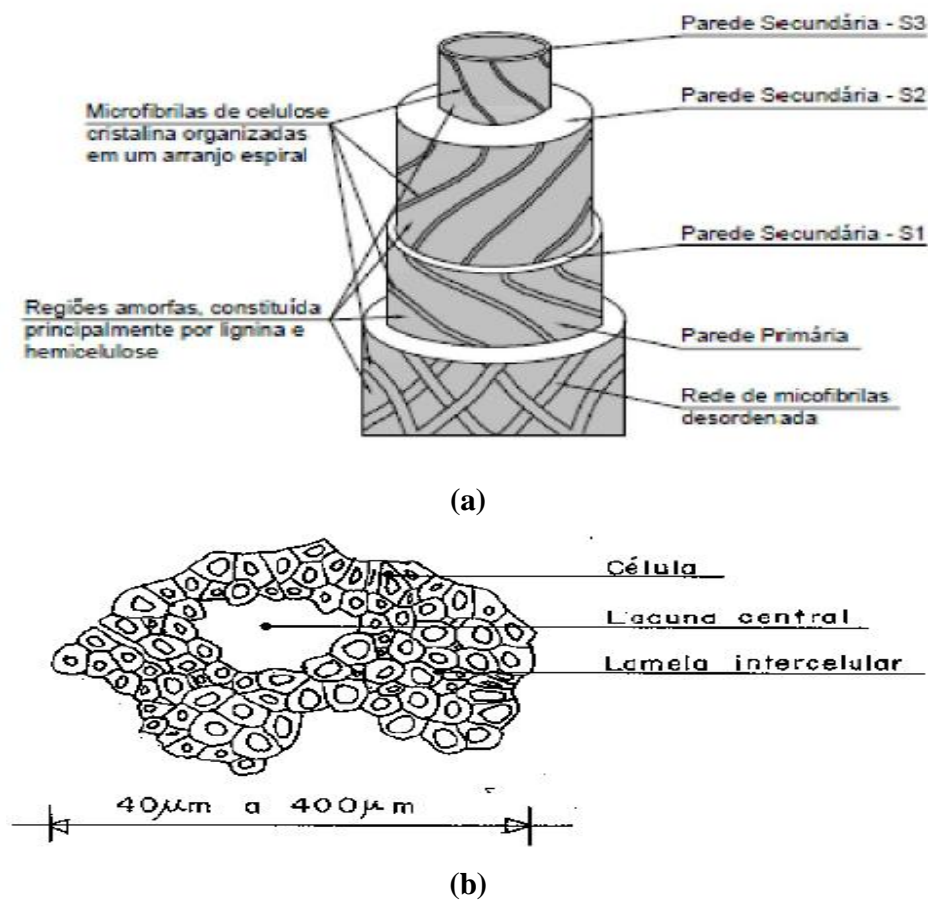 Parede Secundária - S3
Microfibrilas de celulose
cristalina organizadas
em um arranjo espiral
Parede Secundária - S2
Parede Secundária - S1
Regiões amorfas, constituída
principalmente por lignina e
hemicelulose
Parede Primária
Rede de micofibrilas
desordenada
(a)
Célula
Lacuna central
Lamela intercelular
40μm a 400μm
(b)